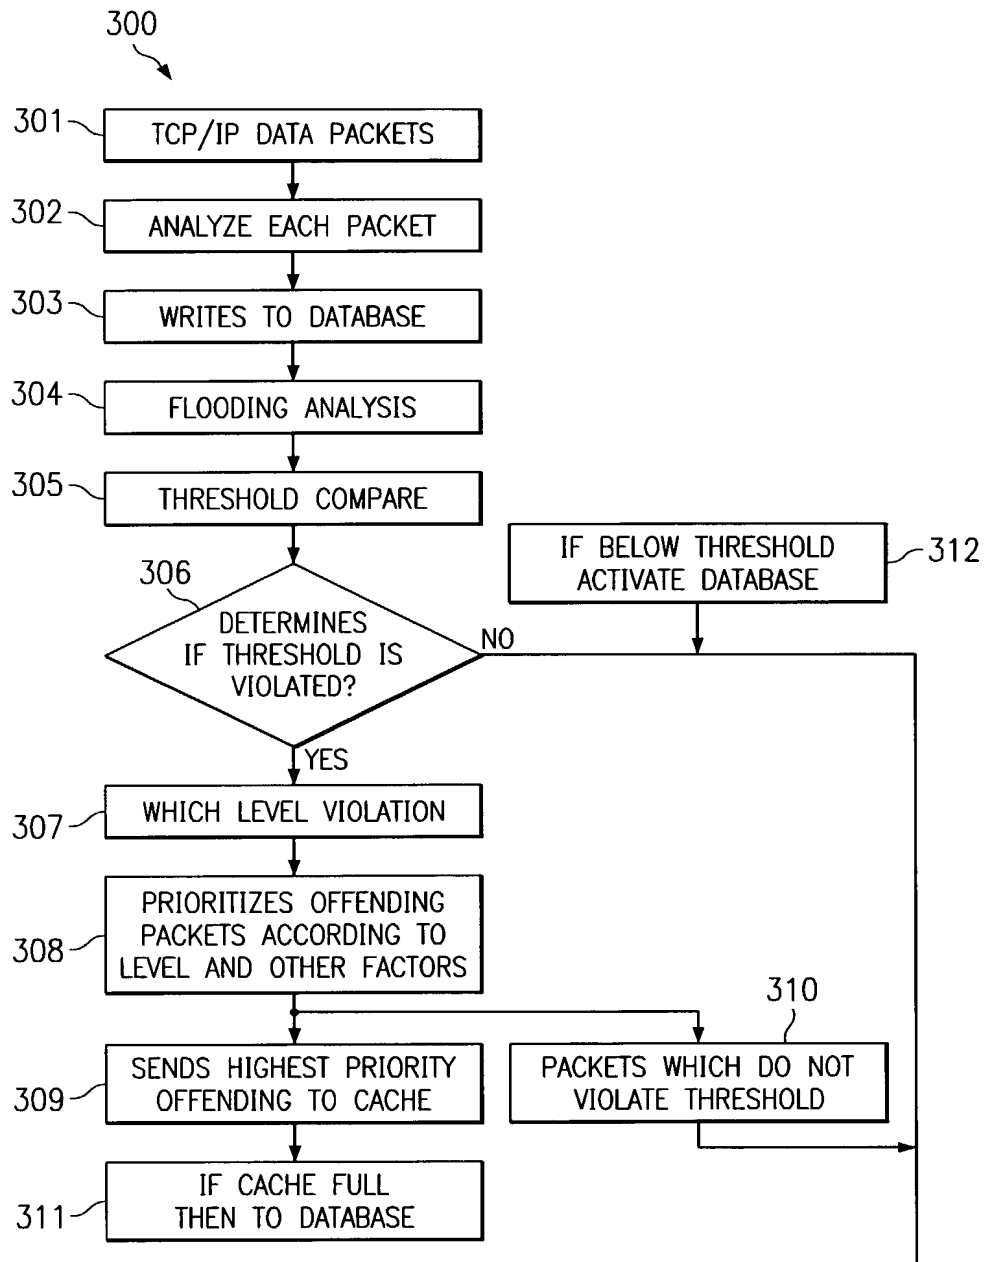 300
301
TCP/IP DATA PACKETS
302
ANALYZE EACH PACKET
303
WRITES TO DATABASE
304
FLOODING ANALYSIS
305
THRESHOLD COMPARE
306
DETERMINES
IF THRESHOLD IS
VIOLATED?
NO
IF BELOW THRESHOLD
ACTIVATE DATABASE
312
YES
307
WHICH LEVEL VIOLATION
308
PRIORITIZES OFFENDING
PACKETS ACCORDING TO
LEVEL AND OTHER FACTORS
309
SENDS HIGHEST PRIORITY
OFFENDING TO CACHE
310
PACKETS WHICH DO NOT
VIOLATE THRESHOLD
311
IF CACHE FULL
THEN TO DATABASE